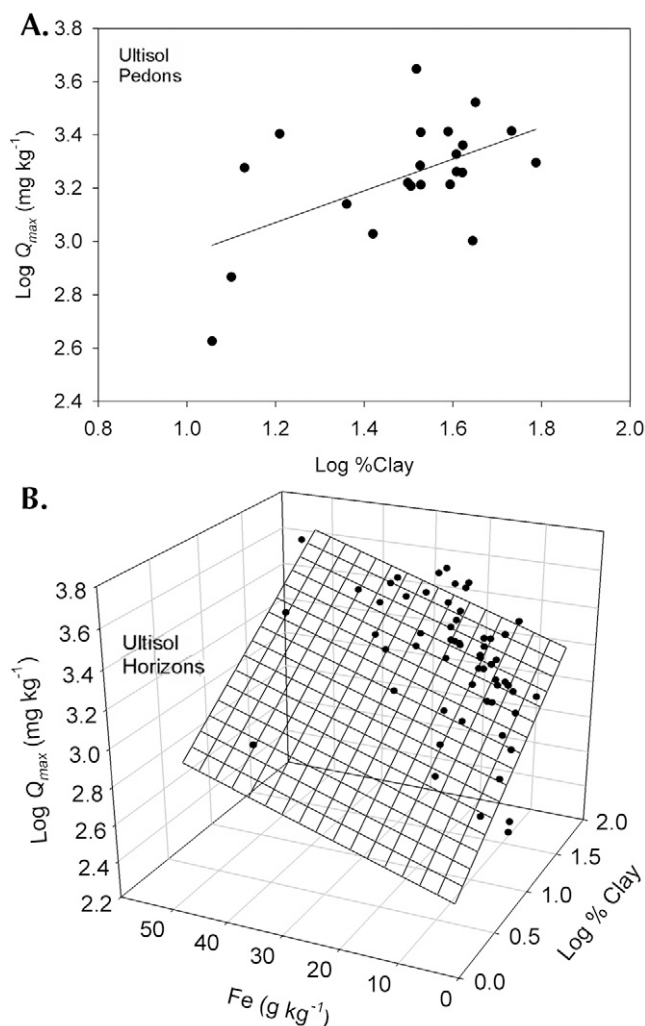 A.
Ultisol
Pedons
Log Qmax (mg kg⁻¹)
3.8
3.6
3.4
3.2
3.0
2.8
2.6
2.4
0.8 1.0 1.2 1.4 1.6 1.8 2.0
Log %Clay
B.
Ultisol
Horizons
Log Qmax (mg kg⁻¹)
3.8
3.6
3.4
3.2
3.0
2.8
2.6
2.4
2.2
50 40 30 20 10 0
Fe (g kg⁻¹)
0.0 0.5 1.0 1.5 2.0
Log % Clay